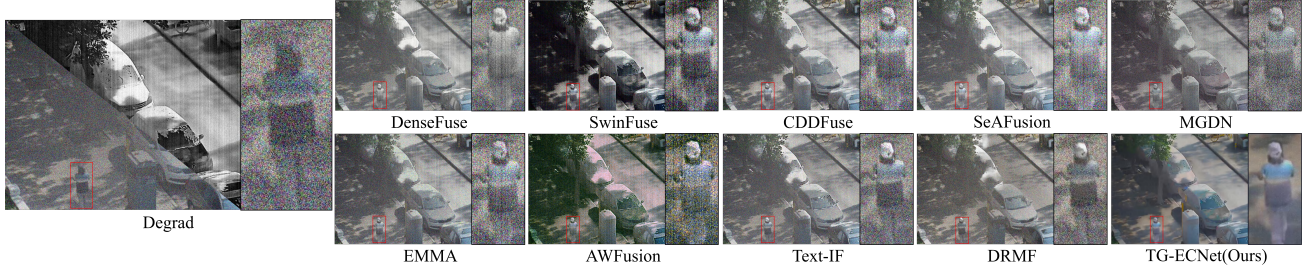 DenseFuse
SwinFuse
CDDFuse
SeAFusion
MGDN
Degrad
EMMA
AWFusion
Text-IF
DRMF
TG-ECNet(Ours)